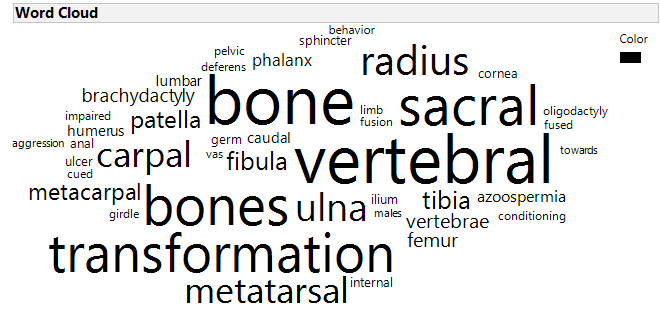 Word Cloud
behavior
sphincter
Color
pelvic
deferens
phalanx
radius
cornea
lumbar
brachydactyly
bone
limb
fusion
sacral
oligodactyly
fused
impaired
humerus
patella
aggression
anal
carpal
germ
caudal
vas
fibula
vertebral
towards
ulcer
cued
metacarpal
girdle
bones
ulna
ilium
males
tibia
azoospermia
vertebrae
conditioning
femur
transformation
metatarsal
internal